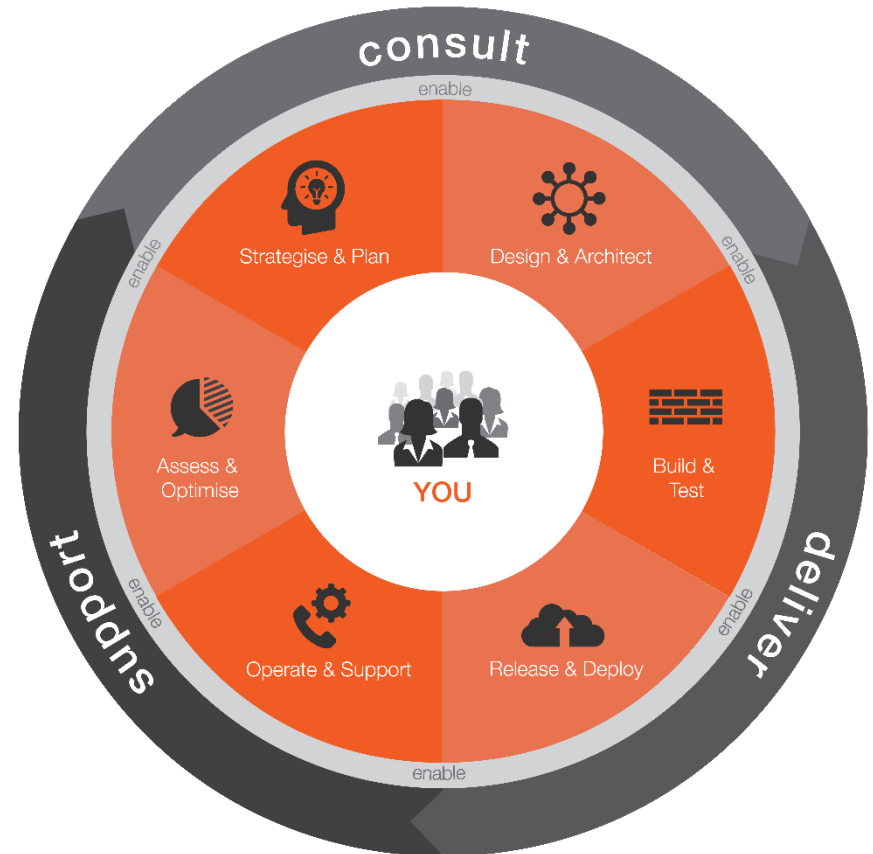 consult
enable
Strategise & Plan
Design & Architect
enable
enable
Assess &
Optimise
YOU
Build &
Test
support
deliver
enable
enable
Operate & Support
Release & Deploy
enable